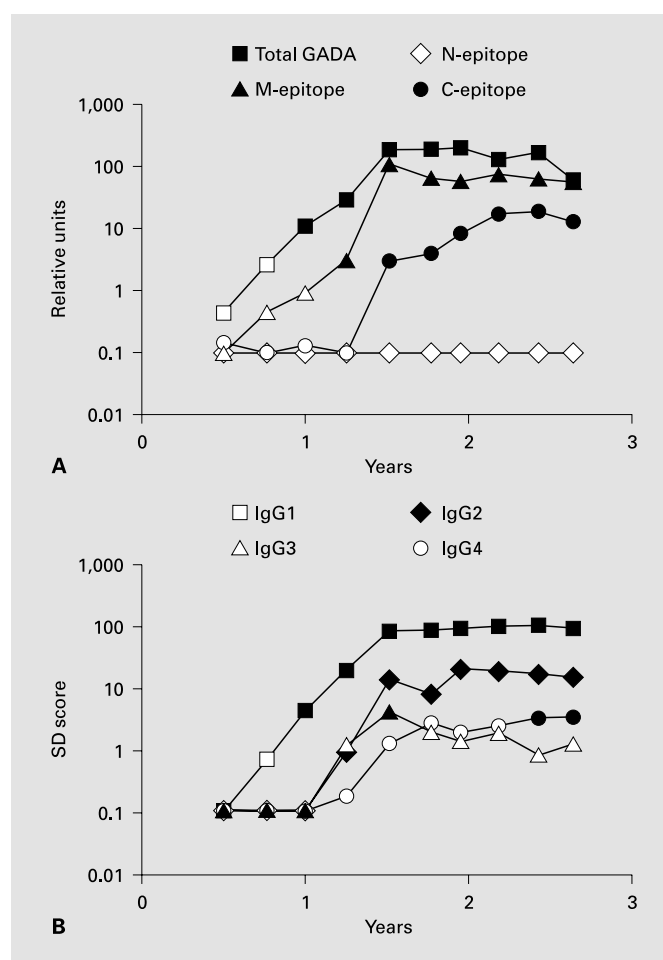 Total GADA N-epitope
M-epitope C-epitope
1,000
100
10
1
0.1
0.01
Relative units
0 1 2 3
Years
A
IgG1 IgG2
IgG3 IgG4
1,000
100
10
1
0.1
0.01
SD score
0 1 2 3
Years
B